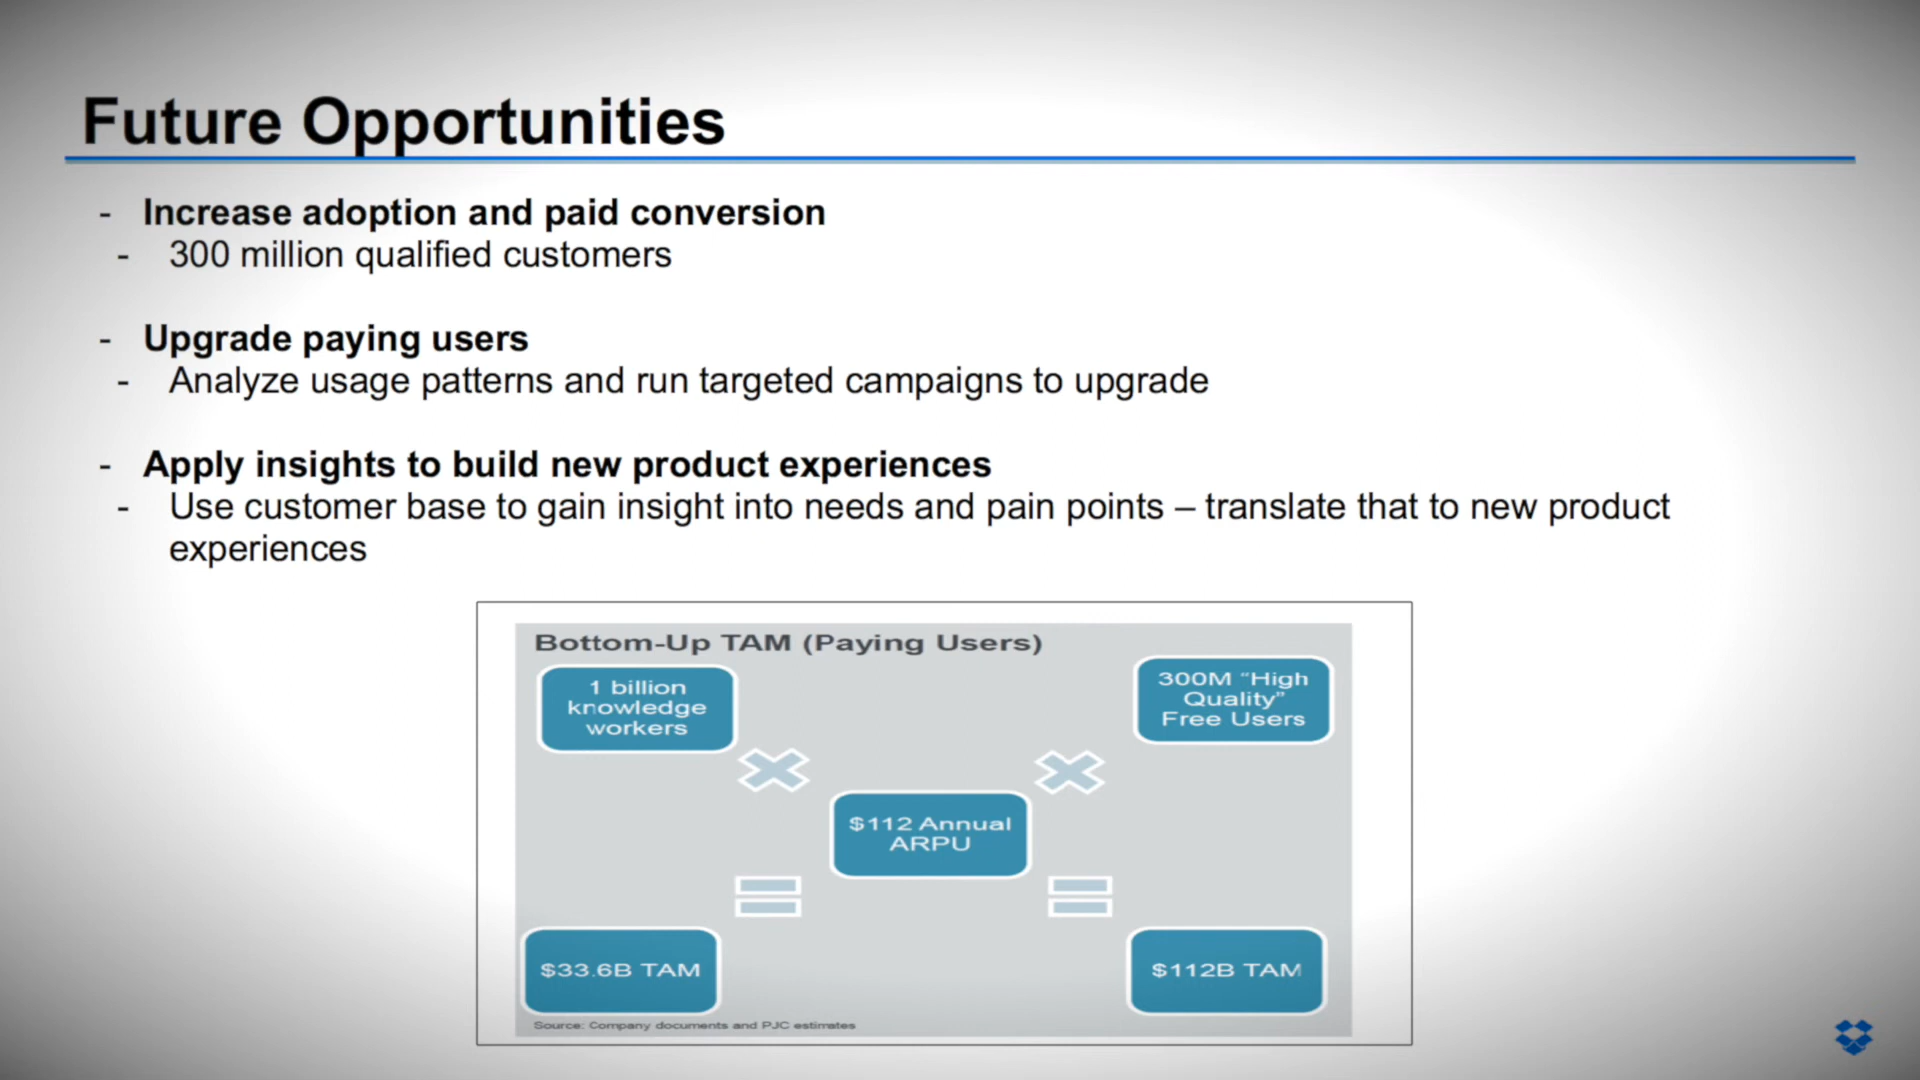 Future Opportunities
- Increase adoption and paid conversion
- 300 million qualified customers
- Upgrade paying users
- Analyze usage patterns and run targeted campaigns to upgrade
- Apply insights to build new product experiences
- Use customer base to gain insight into needs and pain points – translate that to new product
experiences
Bottom-Up TAM (Paying Users)
1 billion
knowledge
workers
300M “High
Quality”
Free Users
$112 Annual
ARPU
$33.6B TAM
$112B TAM
Source: Company documents and PJC estimates